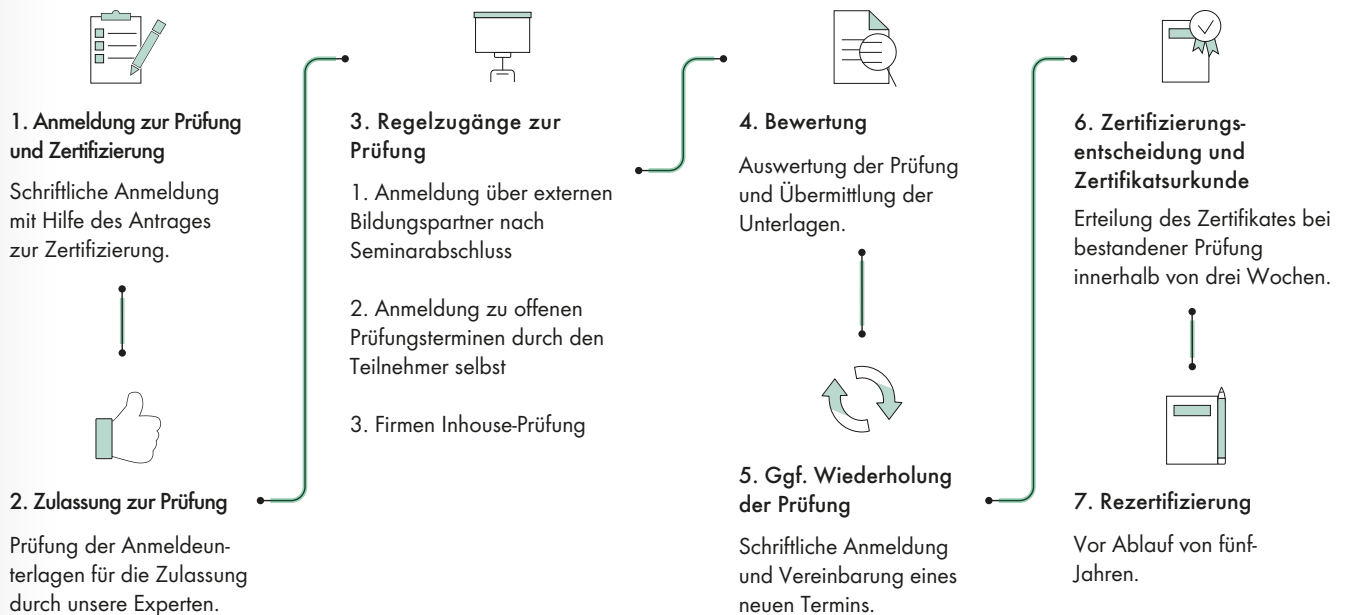 1. Anmeldung zur Prüfung
und Zertifizierung
Schriftliche Anmeldung
mit Hilfe des Antrages
zur Zertifizierung.
2. Zulassung zur Prüfung
Prüfung der Anmeldeun-
terlagen für die Zulassung
durch unsere Experten.
3. Regelzugänge zur
Prüfung
1. Anmeldung über externen
Bildungspartner nach
Seminarabschluss
2. Anmeldung zu offenen
Prüfungsterminen durch den
Teilnehmer selbst
3. Firmen Inhouse-Prüfung
4. Bewertung
Auswertung der Prüfung
und Übermittlung der
Unterlagen.
5. Ggf. Wiederholung
der Prüfung
Schriftliche Anmeldung
und Vereinbarung eines
neuen Termins.
6. Zertifizierungs-
entscheidung und
Zertifikatsurkunde
Erteilung des Zertifikates bei
bestandener Prüfung
innerhalb von drei Wochen.
7. Rezertifizierung
Vor Ablauf von fünf-
Jahren.